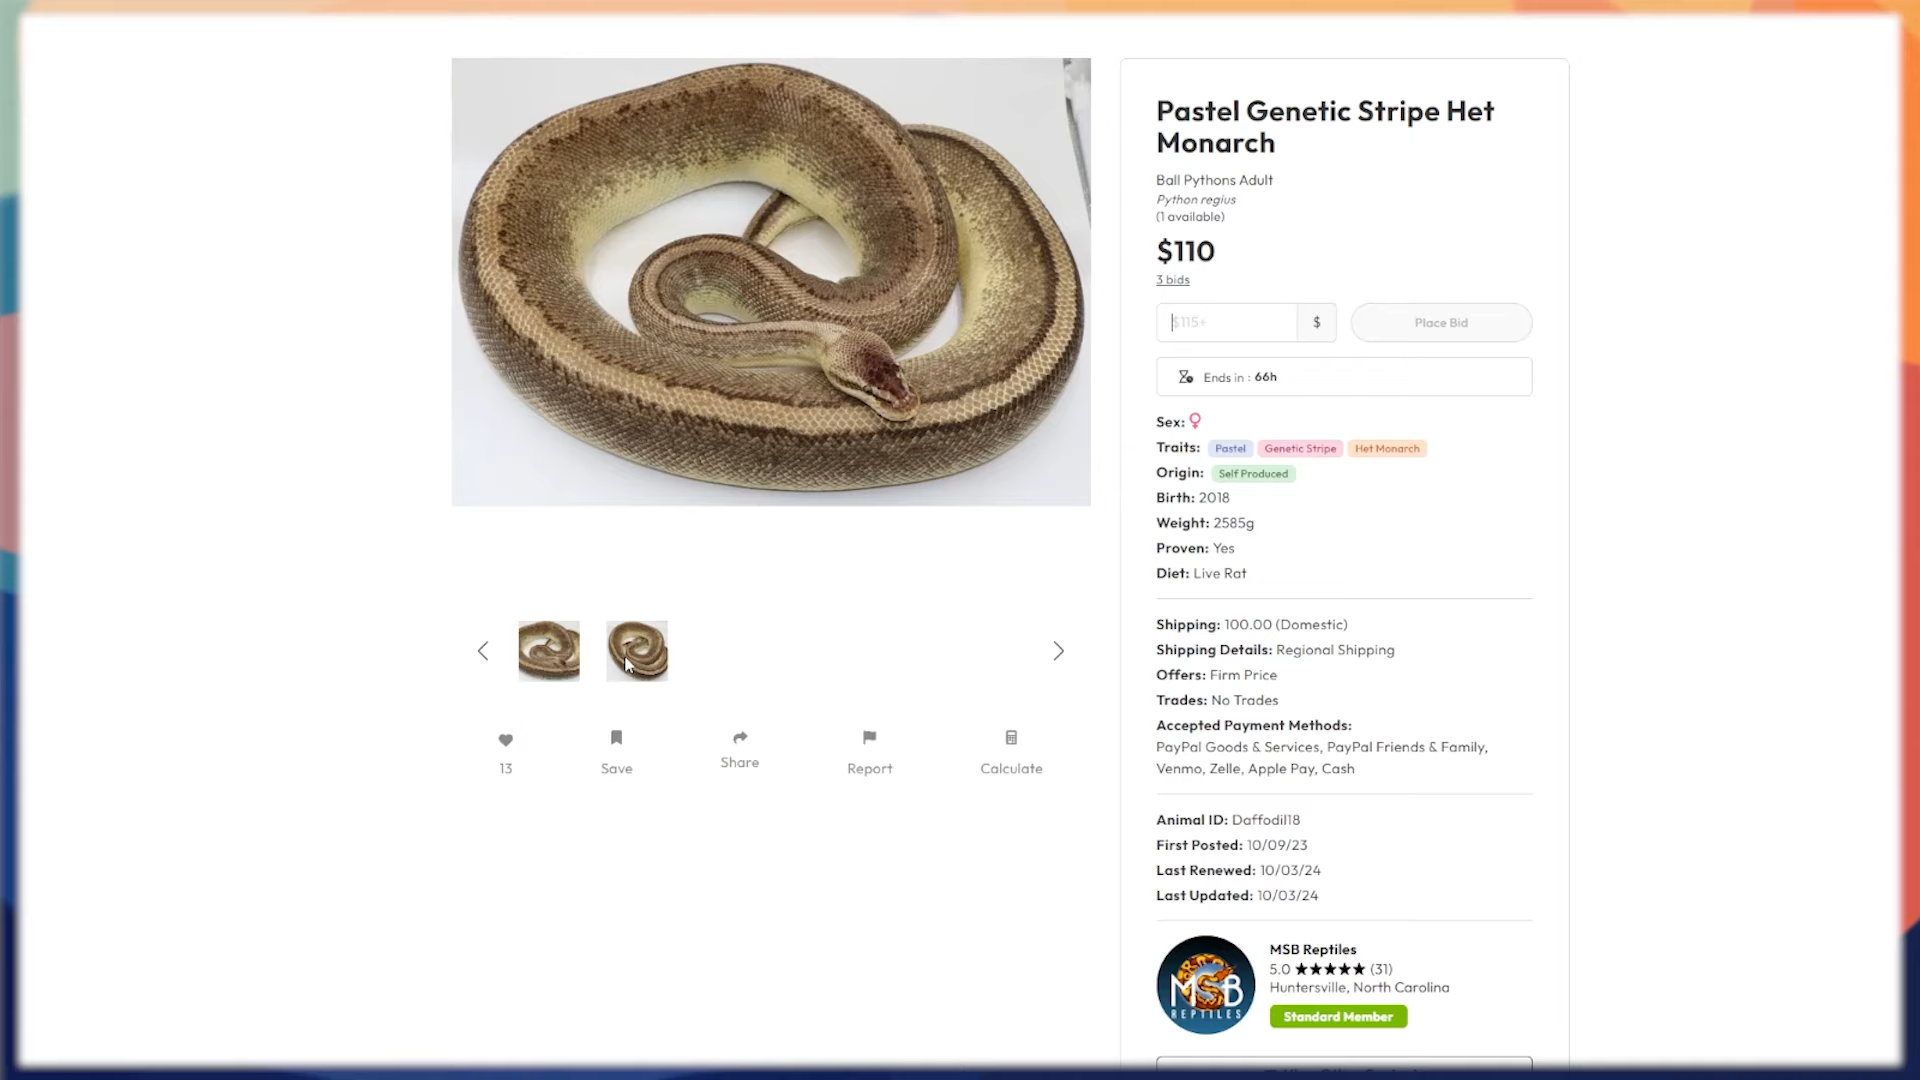 Pastel Genetic Stripe Het
Monarch
Ball Pythons Adult
Python regius
(1 available)
$110
3 bids
$115+
$
Place Bid
Ends in : 66h
Sex:
Traits: Pastel Genetic Stripe Het Monarch
Origin: Self Produced
Birth: 2018
Weight: 2585g
Proven: Yes
Diet: Live Rat
Shipping: 100.00 (Domestic)
Shipping Details: Regional Shipping
Offers: Firm Price
Trades: No Trades
Accepted Payment Methods:
PayPal Goods & Services, PayPal Friends & Family,
Venmo, Zelle, Apple Pay, Cash
13
Save
Share
Report
Calculate
Animal ID: Daffodil18
First Posted: 10/09/23
Last Renewed: 10/03/24
Last Updated: 10/03/24
MSB
REPTILES
MSB Reptiles
5.0 ★★★★★ (31)
Huntersville, North Carolina
Standard Member